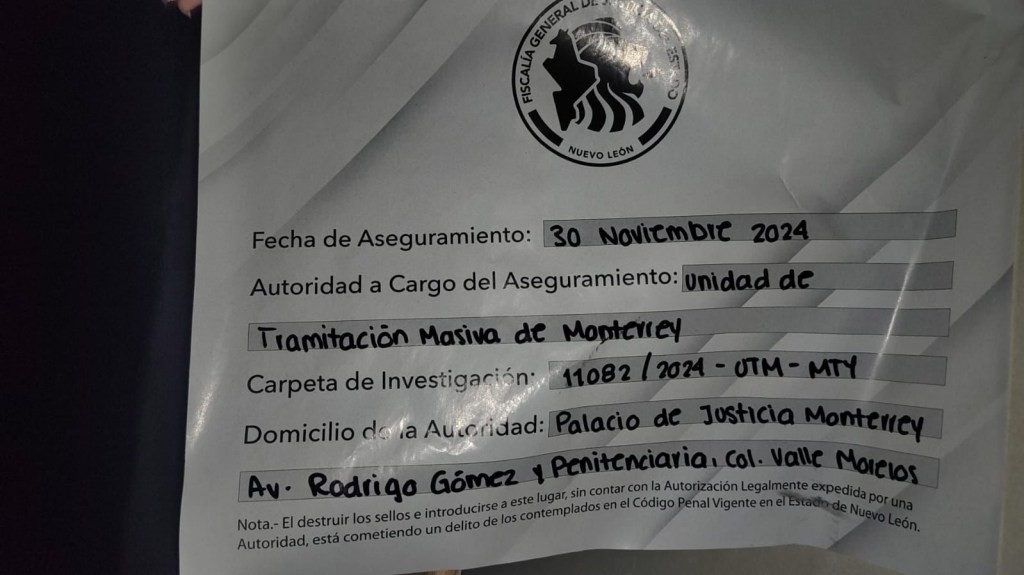 FISCALÍA GENERAL DE
ESTADO
NUEVO LEÓN
Fecha de Aseguramiento: 30 Noviembre 2024
Autoridad a Cargo del Aseguramiento: Unidad de
Tramitación Masiva de Monterrey
Carpeta de Investigación: 11082 / 2024 - UTM - MTY
Domicilio de la Autoridad: Palacio de Justicia Monterrey
Av. Rodrigo Gómez y Penitenciaria, Col. Valle Morelos
Nota.- El destruir los sellos e introducirse a este lugar, sin contar con la Autorización Legalmente expedida por una
Autoridad, está cometiendo un delito de los contemplados en el Código Penal Vigente en el Estado de Nuevo León.